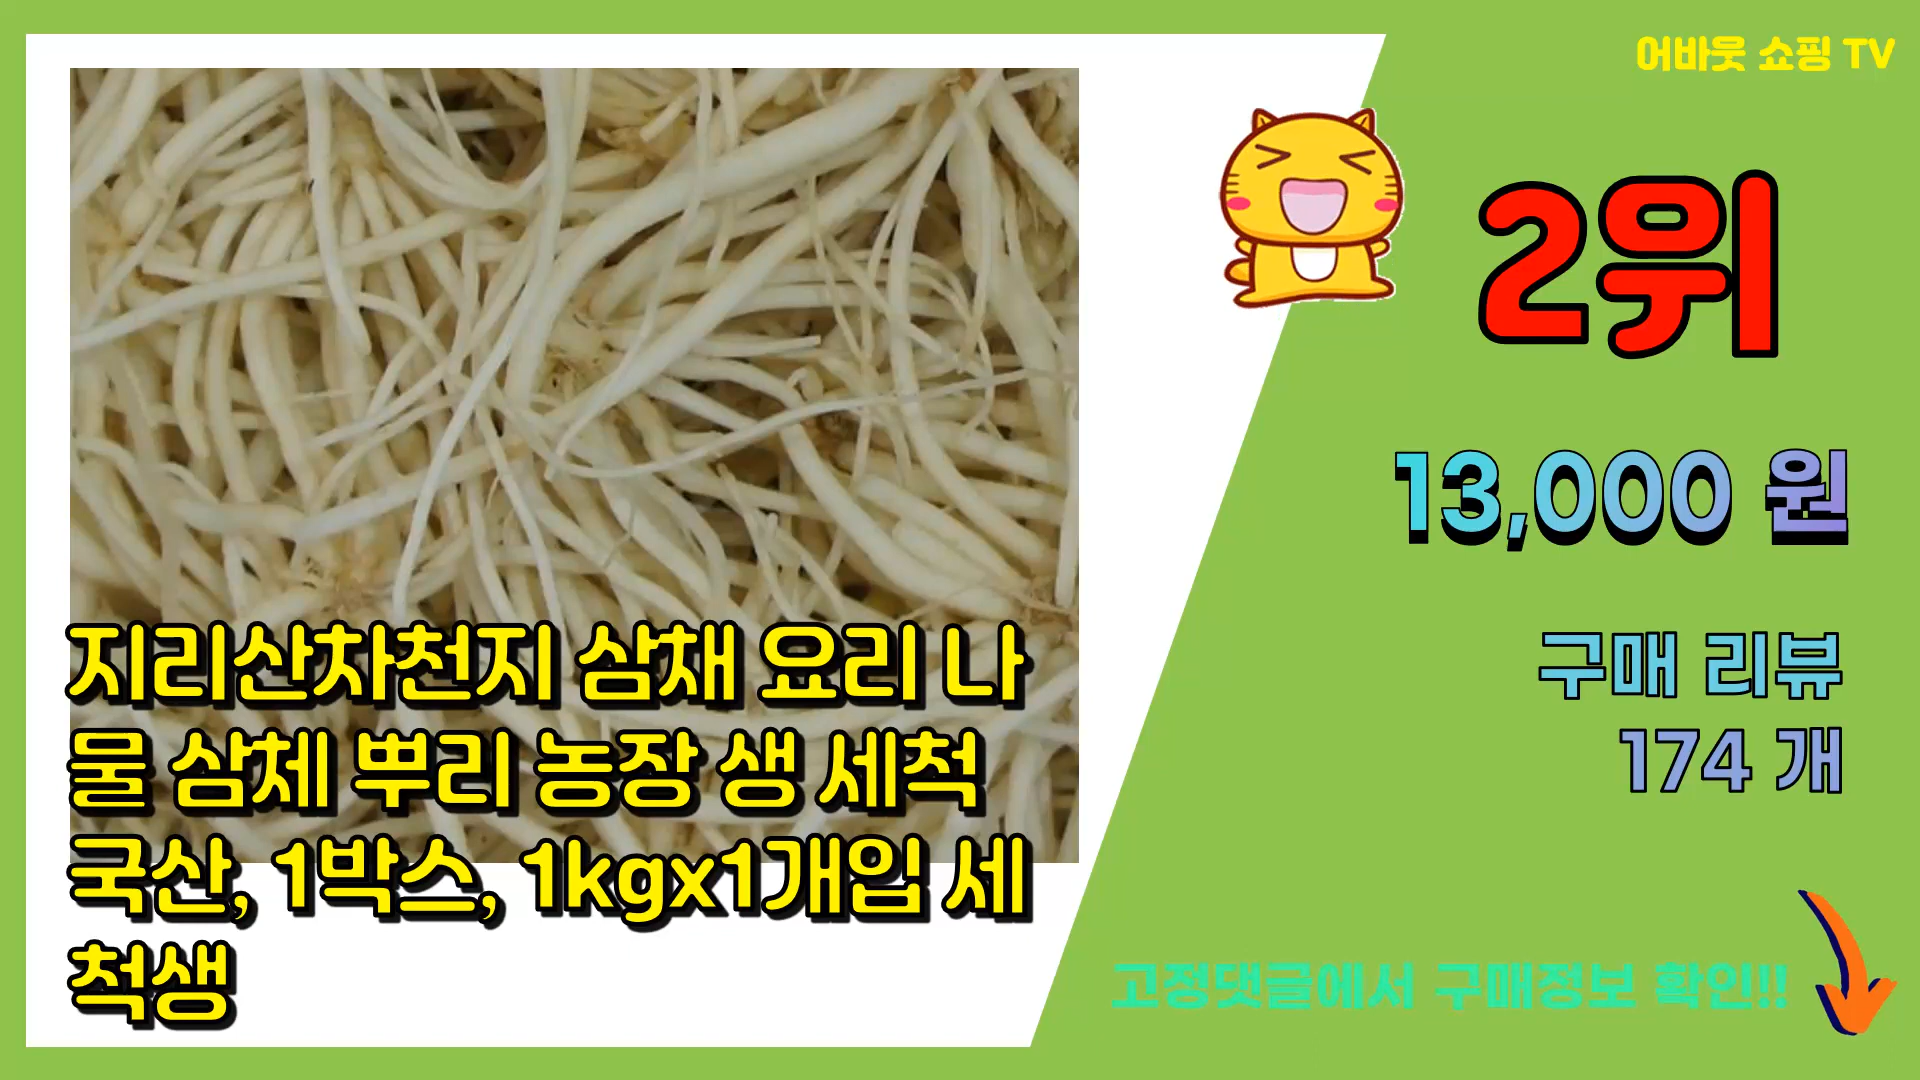 어바웃 쇼핑 TV
2위
13,000 원
구매 리뷰
174 개
지리산차천지 삼채 요리 나
물 삼체 뿌리 농장 생 세척
국산, 1박스, 1kgx1개입 세
척생
고정댓글에서 구매정보 확인!!